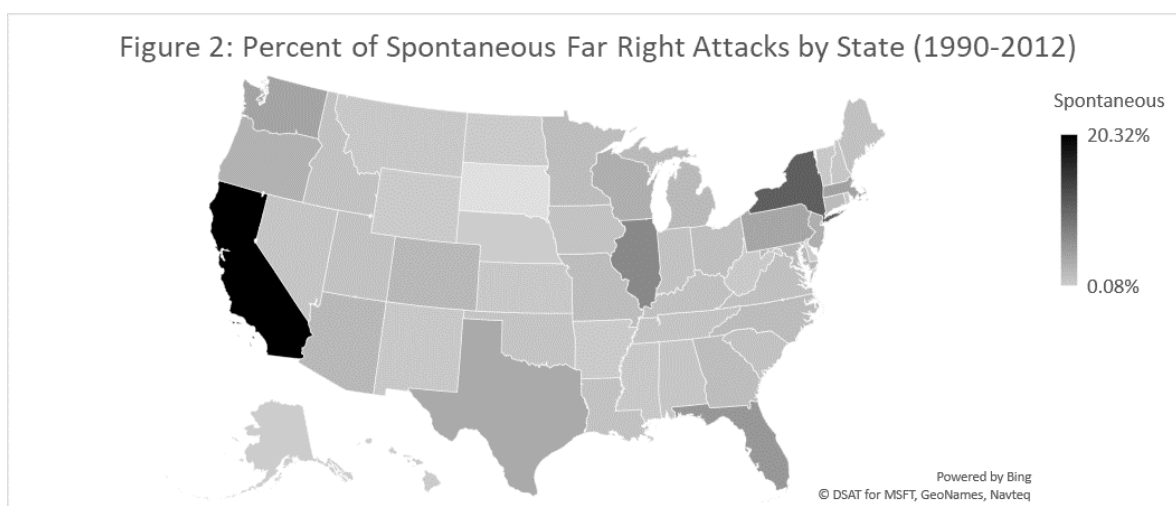 Figure 2: Percent of Spontaneous Far Right Attacks by State (1990-2012)
Spontaneous
20.32%
0.08%
Powered by Bing
© DSAT for MSFT, GeoNames, Navteq